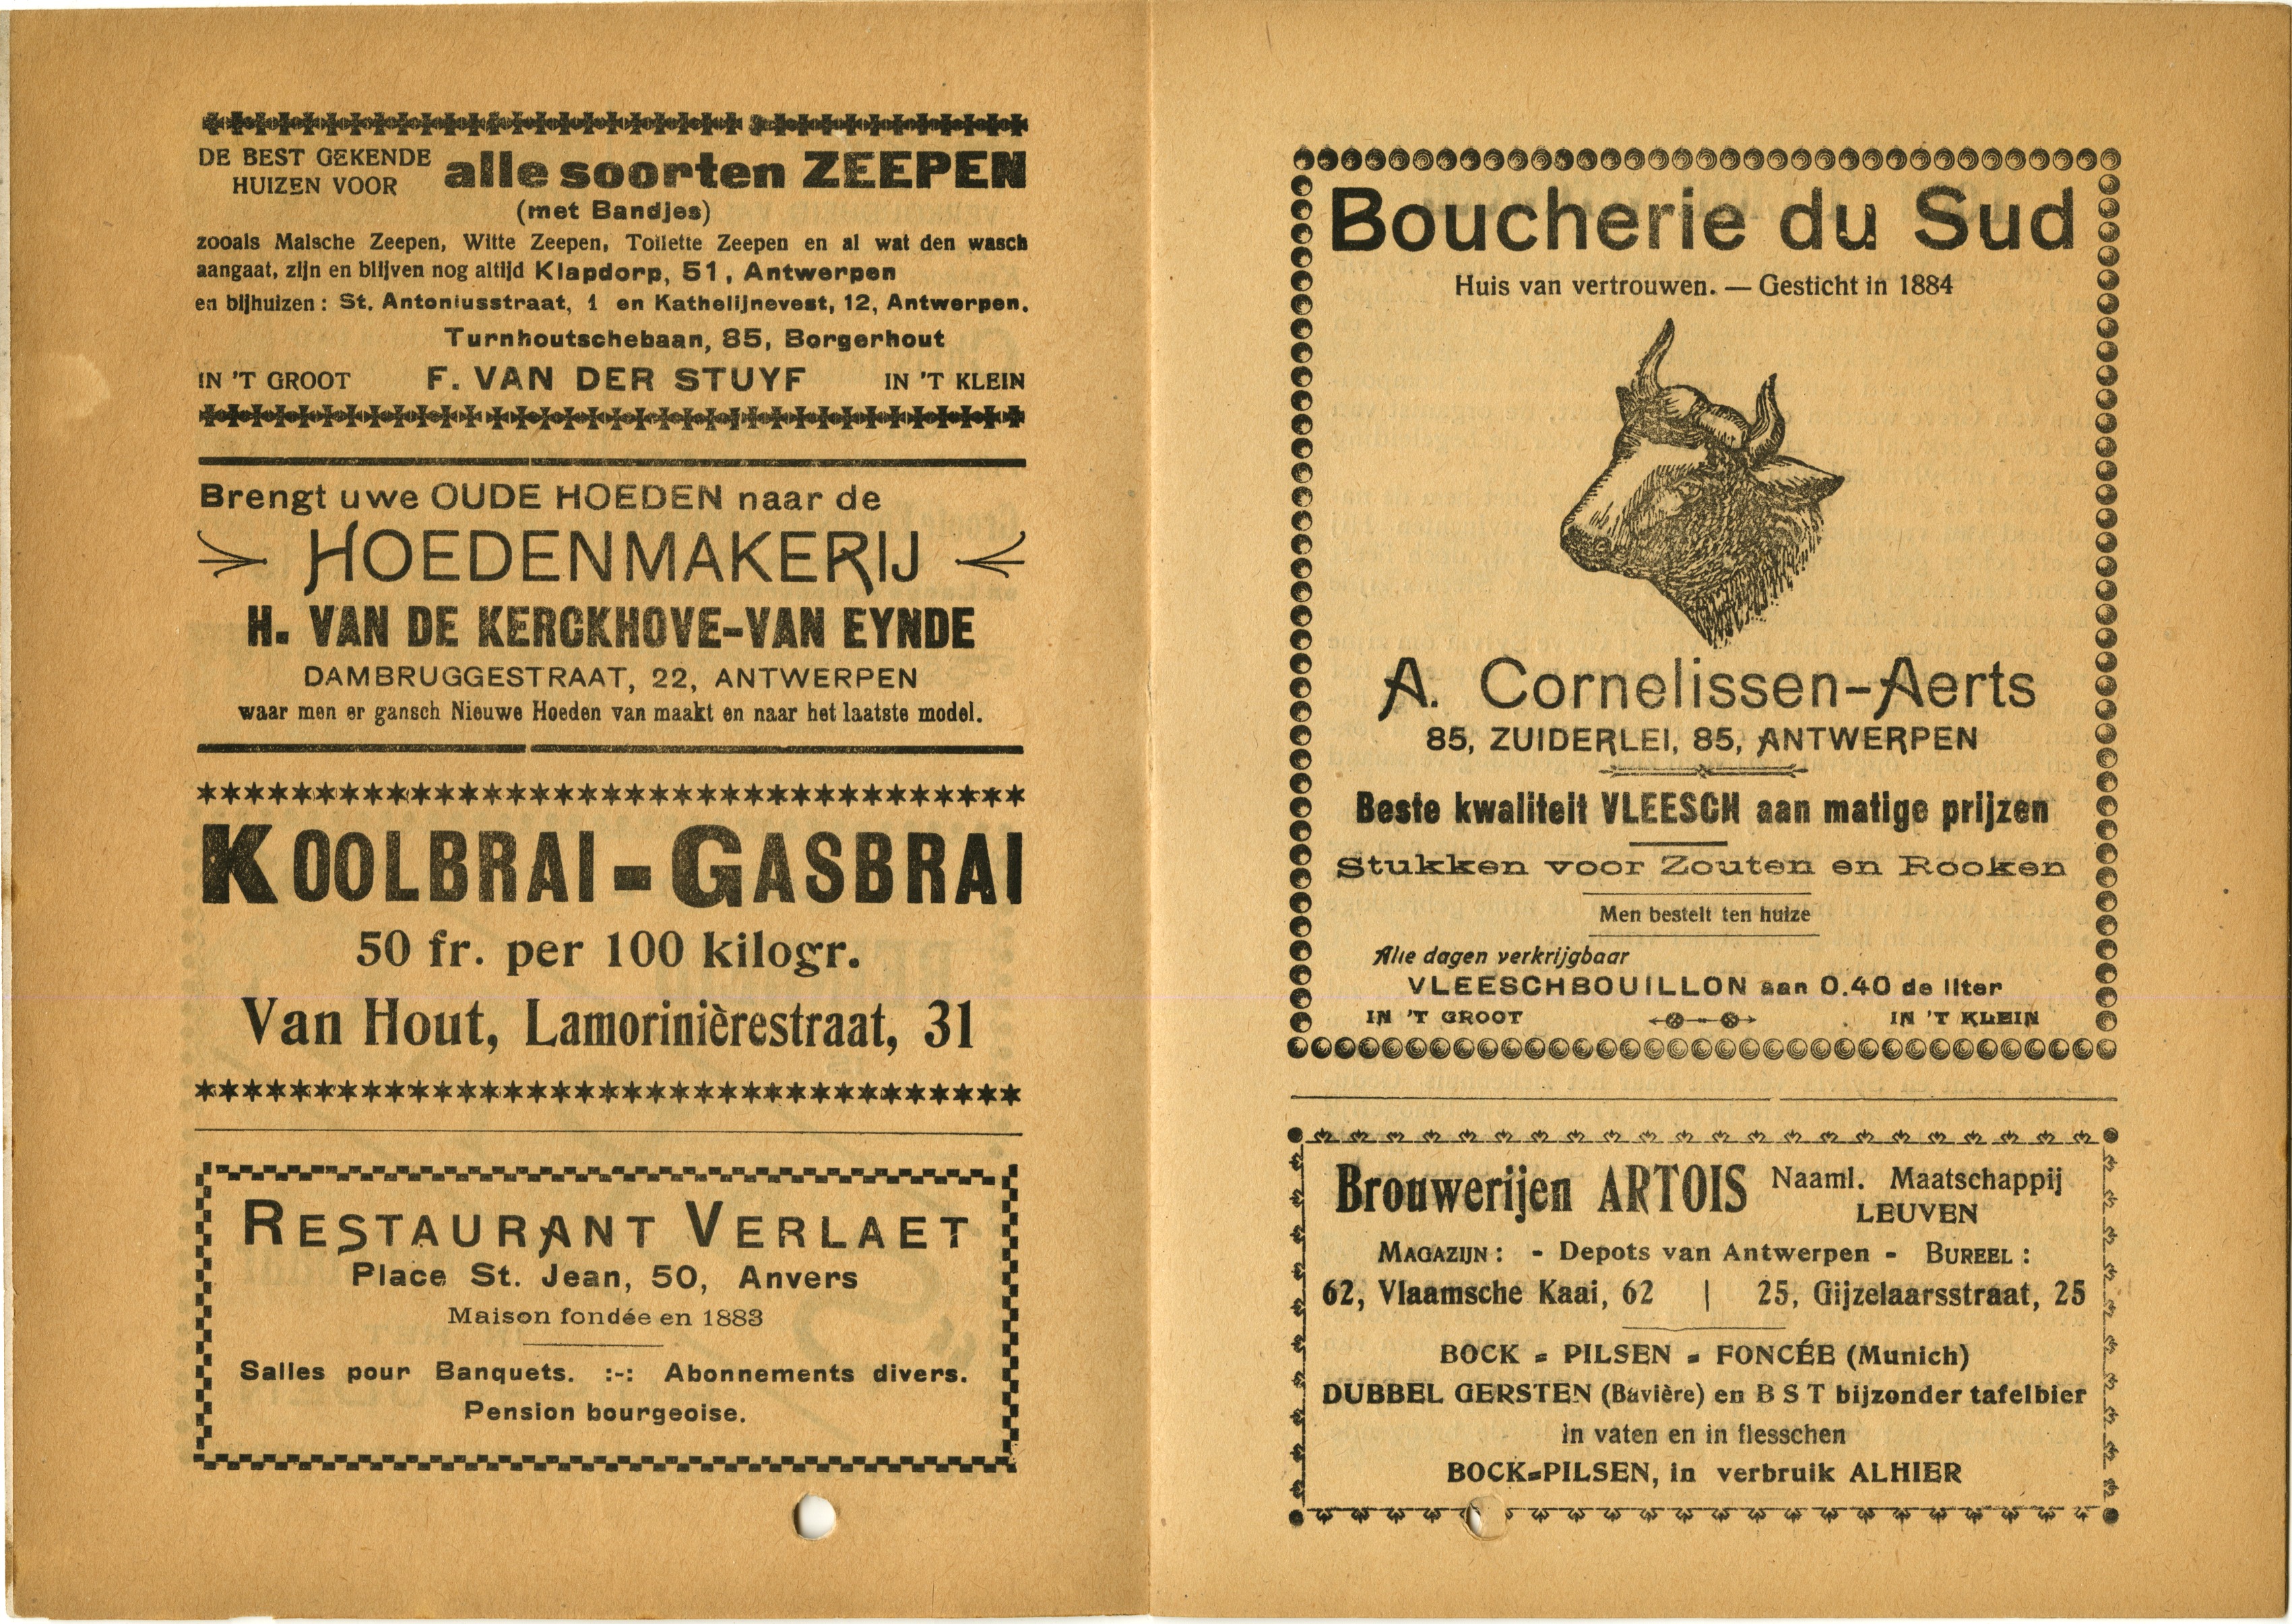 DE BEST GEKENDE HUIZEN VOOR alle soorten ZEEPEN
(met Bandjes)
zooals Malsche Zeepen, Witte Zeepen, Toilette Zeepen en al wat den wasch
aangaat, zijn en blijven nog altijd Klapdorp, 51, Antwerpen
en bijhuizen: St. Antoniusstraat, 1 en Kathelijnevest, 12, Antwerpen.
Turnhoutschebaan, 85, Borgerhout
IN 'T GROOT F. VAN DER STUYF IN 'T KLEIN
Brengt uwe OUDE HOEDEN naar de
HOEDENMAKERIJ
H. VAN DE KERCKHOVE-VAN EYNDE
DAMBRUGGESTRAAT, 22, ANTWERPEN
waar men er gansch Nieuwe Hoeden van maakt en naar het laatste model.
KOOLBRAI-GASBRAI
50 fr. per 100 kilogr.
Van Hout, Lamorinièrestraat, 31
RESTAURANT VERLAET
Place St. Jean, 50, Anvers
Maison fondée en 1883
Salles pour Banquets. :-: Abonnements divers.
Pension bourgeoise.
Boucherie du Sud
Huis van vertrouwen. — Gesticht in 1884
A. Cornelissen-Aerts
85, ZUIDERLEI, 85, ANTWERPEN
Beste kwaliteit VLEESCH aan matige prijzen
Stukken voor Zouten en Rooken
Men bestelt ten huize
Alle dagen verkrijgbaar
VLEESCHBOUILLON aan 0.40 de liter
IN 'T GROOT IN 'T KLEIN
Brouwerijen ARTOIS Naaml. Maatschappij
LEUVEN
MAGAZIJN: - Depots van Antwerpen - BUREEL:
62, Vlaamsche Kaai, 62 | 25, Gijzelaarsstraat, 25
BOCK - PILSEN - FONCÉE (Munich)
DUBBEL GERSTEN (Bavière) en B S T bijzonder tafelbier
in vaten en in flesschen
BOCK-PILSEN, in verbruik ALHIER